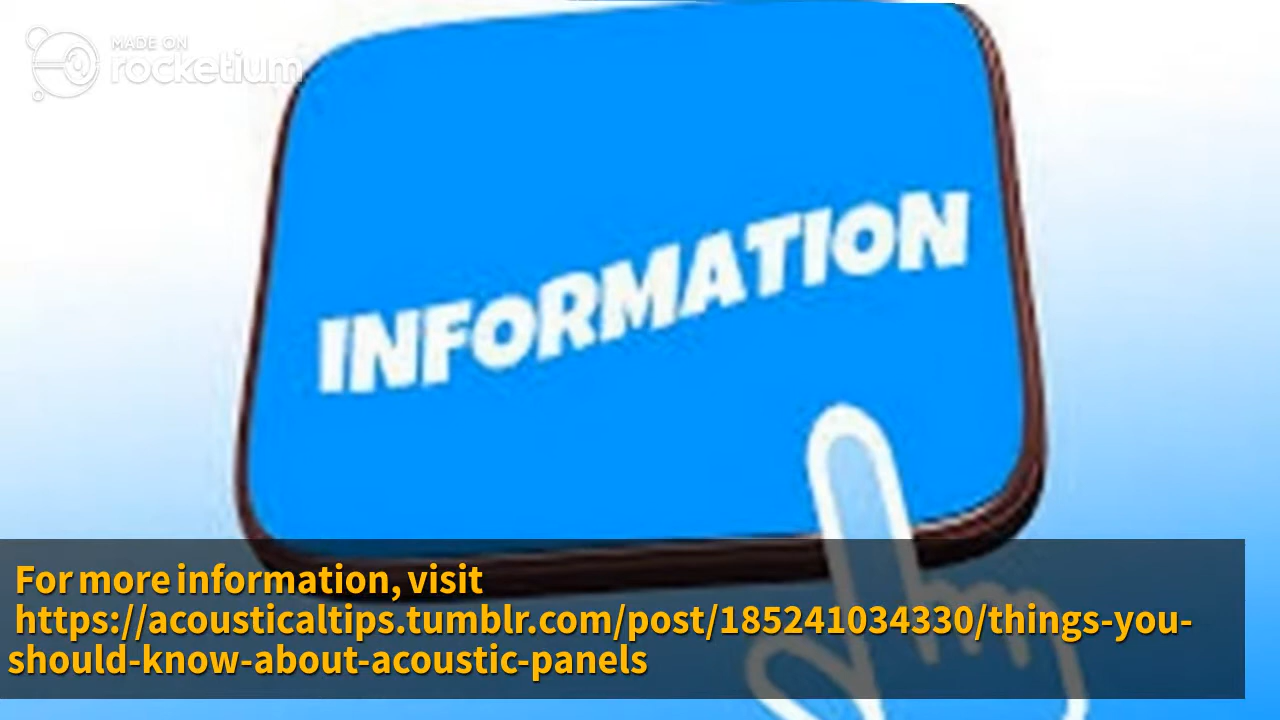 MADE ON
rocketium
INFORMATION
For more information, visit
https://acousticaltips.tumblr.com/post/185241034330/things-you-
should-know-about-acoustic-panels